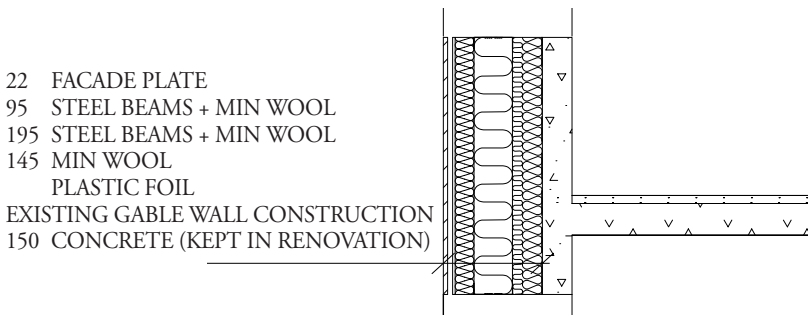 22 FACADE PLATE
95 STEEL BEAMS + MIN WOOL
195 STEEL BEAMS + MIN WOOL
145 MIN WOOL
PLASTIC FOIL
EXISTING GABLE WALL CONSTRUCTION
150 CONCRETE (KEPT IN RENOVATION)